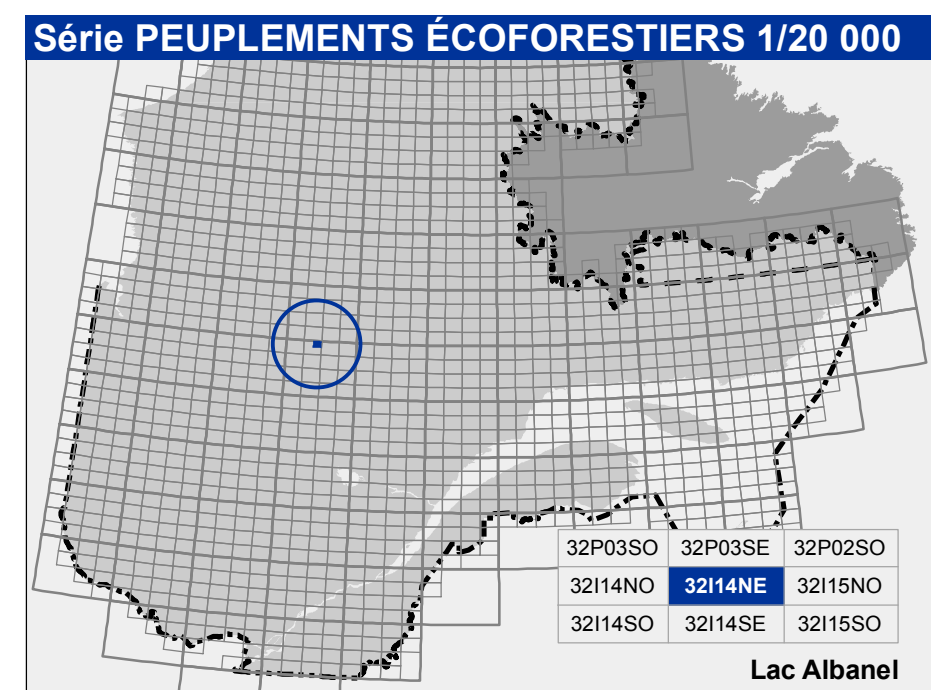 Série PEUPLEMENTS ÉCOFORESTIERS 1/20 000
32P03SO 32P03SE 32P02SO
32I14NO 32I14NE 32I15NO
32I14SO 32I14SE 32I15SO
Lac Albanel